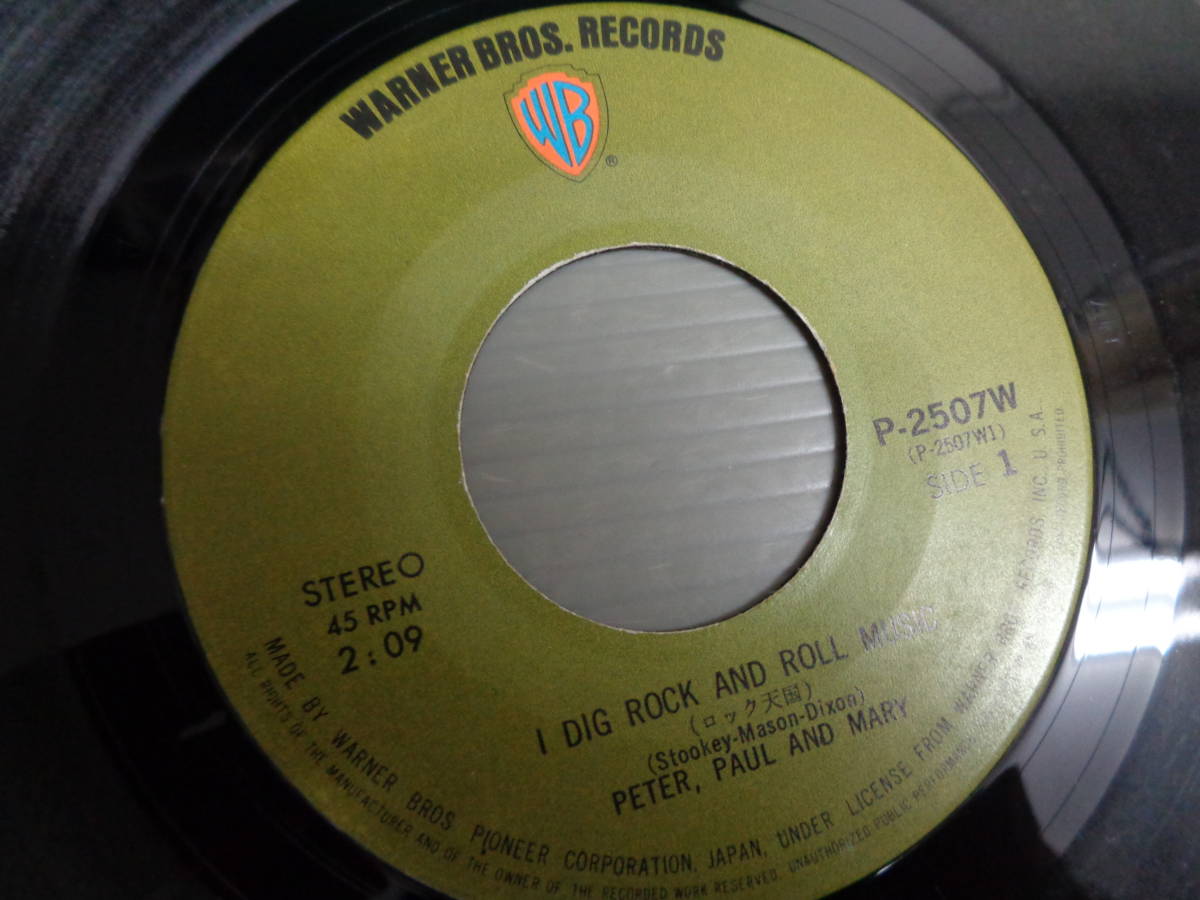 WARNER BROS. RECORDS
WB
®
P-2507W
(P-2507W1)
SIDE 1
STEREO
45 RPM
2:09
I DIG ROCK AND ROLL MUSIC
(ロック天国)
(Stookey-Mason-Dixon)
PETER, PAUL AND MARY
MADE BY WARNER BROS PIONEER CORPORATION, JAPAN, UNDER LICENSE FROM WARNER BROS RECORDS INC. U.S.A.
ALL RIGHTS OF THE MANUFACTURER AND OF THE OWNER OF THE RECORDED WORK RESERVED. UNAUTHORIZED PUBLIC PERFORMANCE PROHIBITED